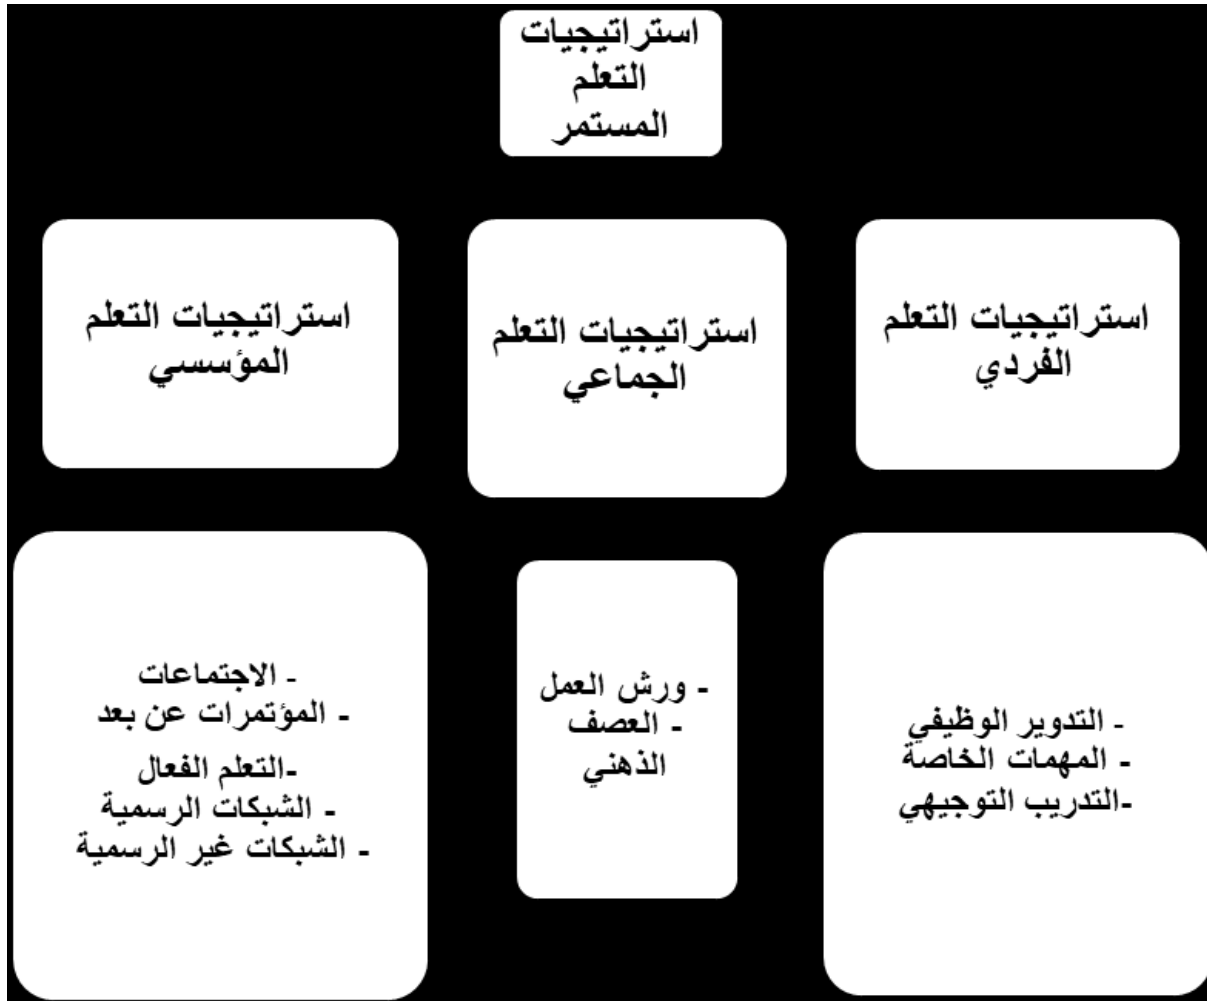 استراتيجيات
التعلم
المستمر
استراتيجيات التعلم
الفردي
استراتيجيات التعلم
الجماعي
استراتيجيات التعلم
المؤسسي
- التدوير الوظيفي
- المهمات الخاصة
-التدريب التوجيهي
- ورش العمل
- العصف
الذهني
- الاجتماعات
- المؤتمرات عن بعد
-التعلم الفعال
- الشبكات الرسمية
- الشبكات غير الرسمية